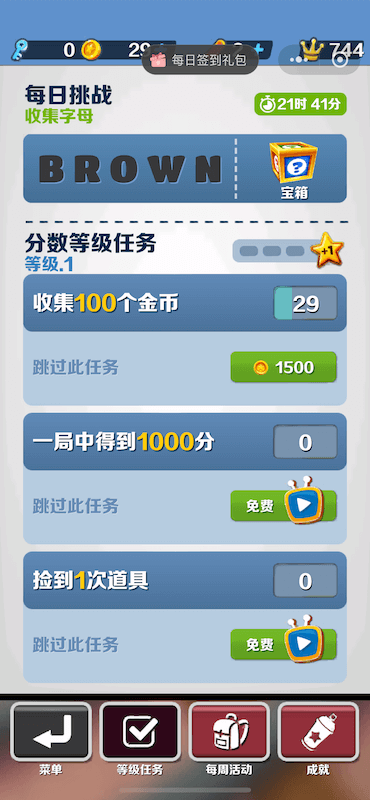 0
29
每日签到礼包
744
每日挑战
收集字母
21时 41分
BROWN
宝箱
分数等级任务
等级.1
+1
收集100个金币
29
跳过此任务
1500
一局中得到1000分
0
跳过此任务
免费
捡到1次道具
0
跳过此任务
免费
菜单
等级任务
每周活动
成就